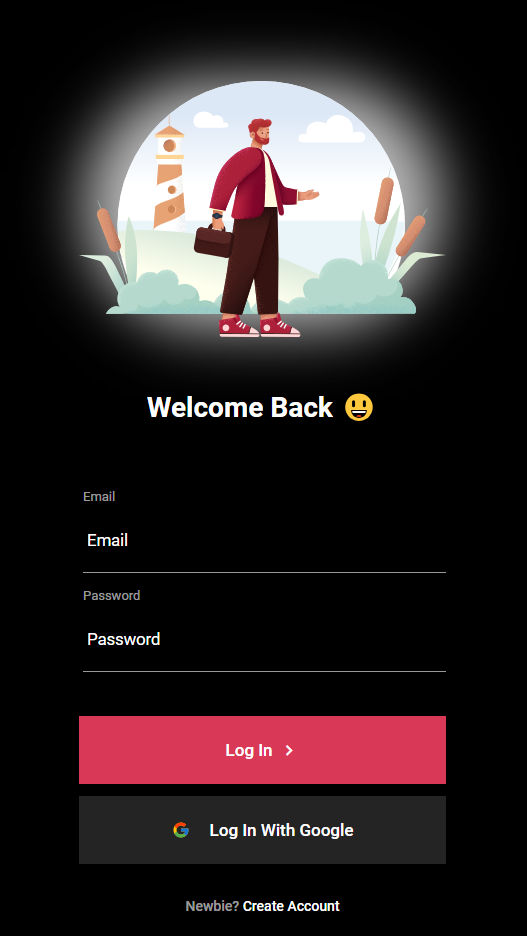 Welcome Back 😃
Email
Email
Password
Password
Log In
Log In With Google
Newbie? Create Account